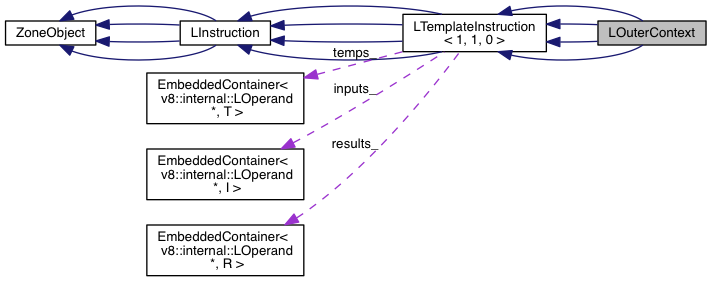 ZoneObject
LInstruction
LTemplateInstruction
< 1, 1, 0 >
LOuterContext
temps_
EmbeddedContainer<
v8::internal::LOperand
*, T >
inputs_
EmbeddedContainer<
v8::internal::LOperand
*, I >
results_
EmbeddedContainer<
v8::internal::LOperand
*, R >